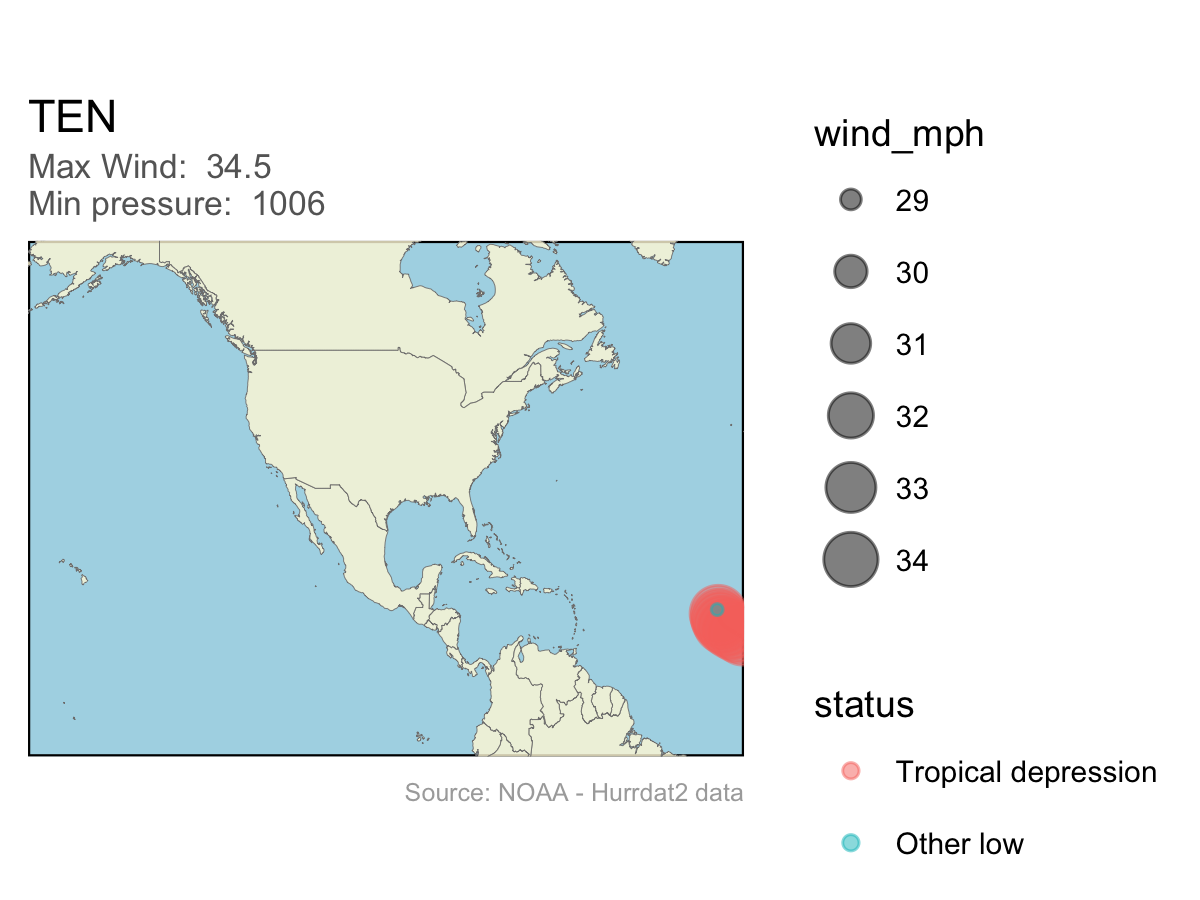 TEN
Max Wind:  34.5
Min pressure:  1006
Source: NOAA - Hurrdat2 data
wind_mph
29
30
31
32
33
34
status
Tropical depression
Other low